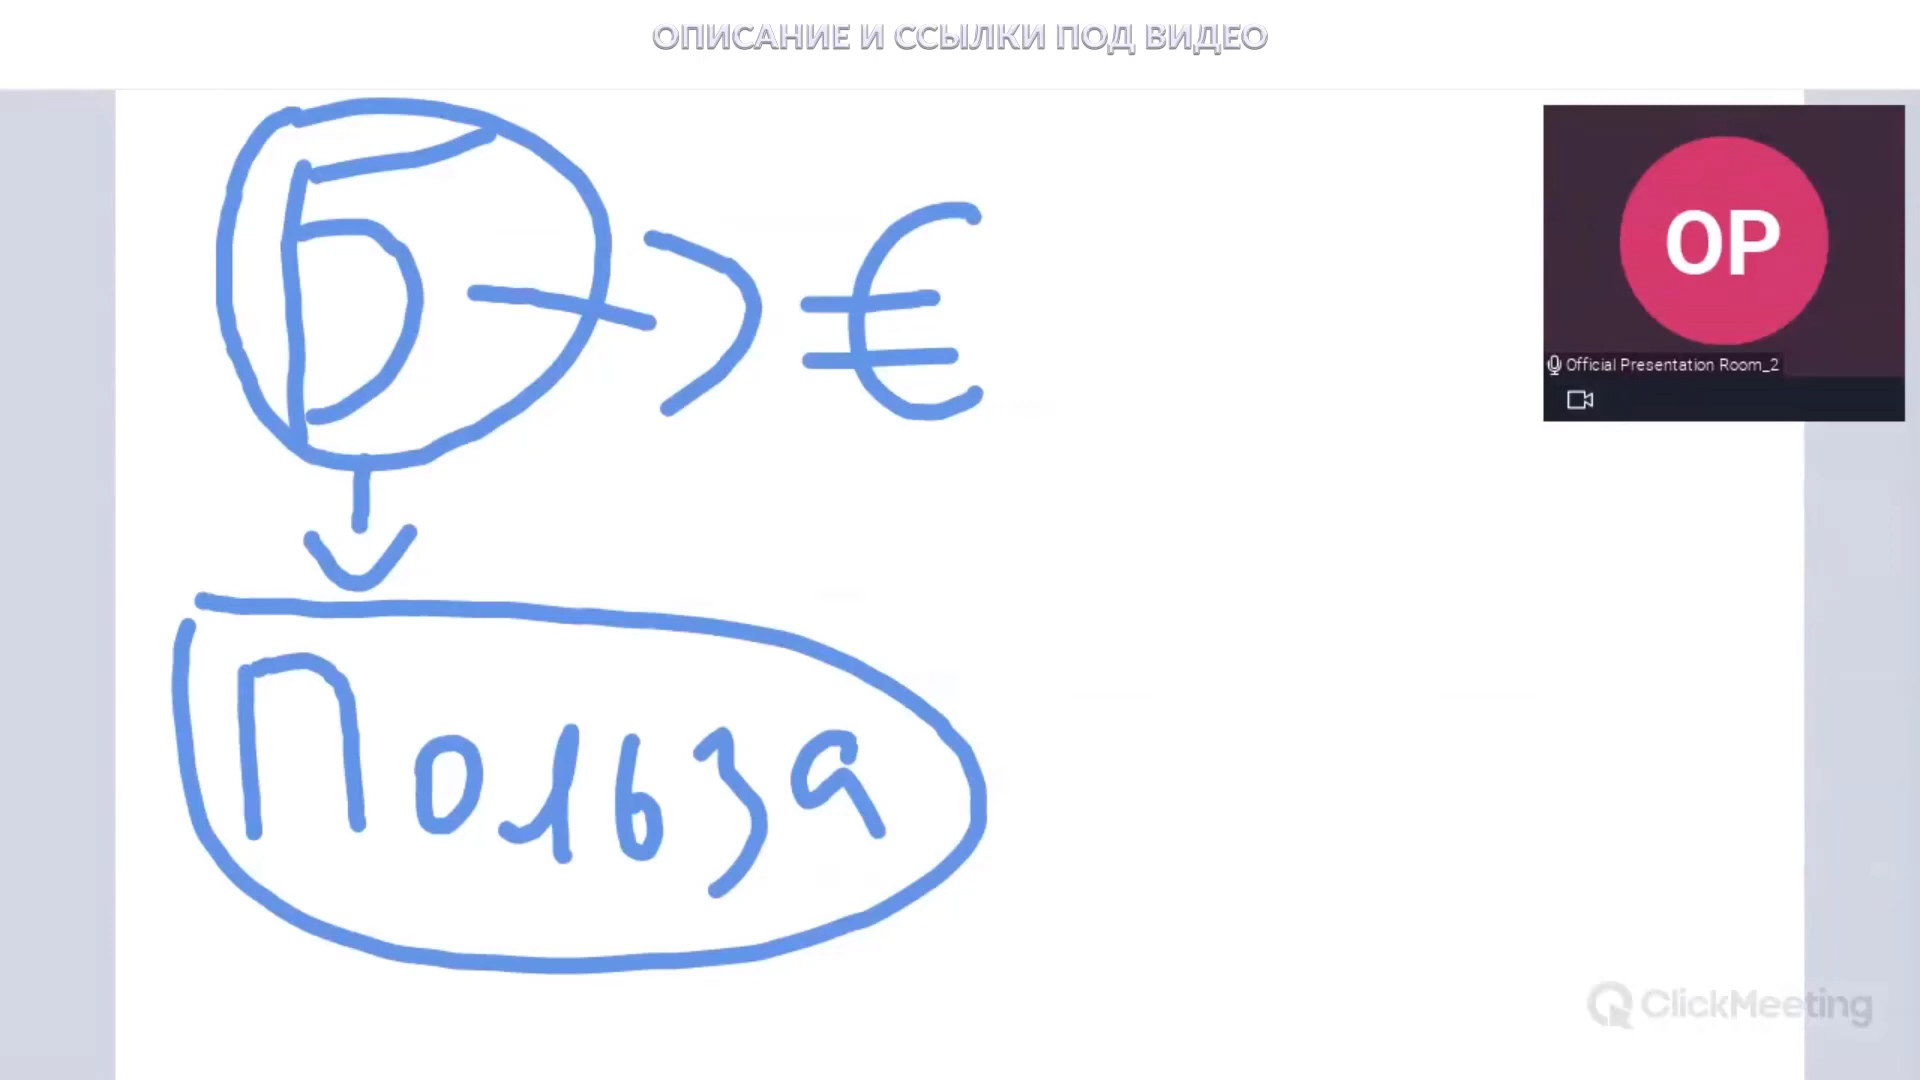 ОПИСАНИЕ И ССЫЛКИ ПОД ВИДЕО
Б -> €
OP
Official Presentation Room_2
Польза
ClickMeeting